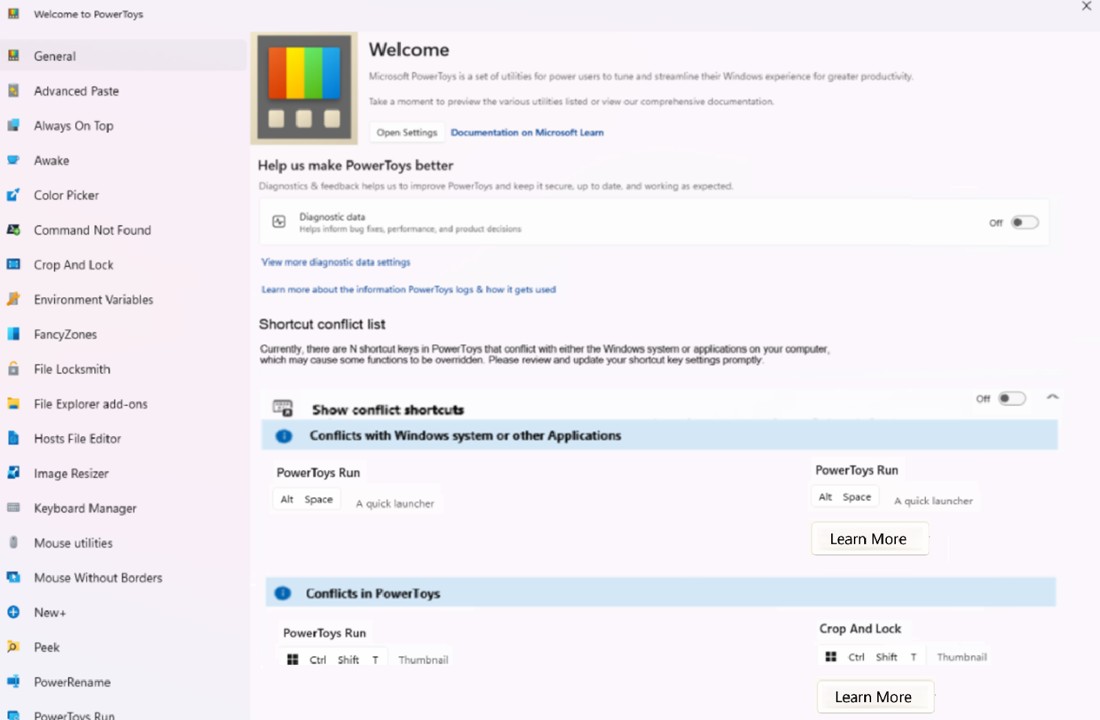 Welcome to PowerToys
General
Advanced Paste
Always On Top
Awake
Color Picker
Command Not Found
Crop And Lock
Environment Variables
FancyZones
File Locksmith
File Explorer add-ons
Hosts File Editor
Image Resizer
Keyboard Manager
Mouse utilities
Mouse Without Borders
New+
Peek
PowerRename
PowerToys Run
Welcome
Microsoft PowerToys is a set of utilities for power users to tune and streamline their Windows experience for greater productivity.
Take a moment to preview the various utilities listed or view our comprehensive documentation.
Open Settings Documentation on Microsoft Learn
Help us make PowerToys better
Diagnostics & feedback helps us to improve PowerToys and keep it secure, up to date, and working as expected.
Diagnostic data
Helps inform bug fixes, performance, and product decisions
Off
View more diagnostic data settings
Learn more about the information PowerToys logs & how it gets used
Shortcut conflict list
Currently, there are N shortcut keys in PowerToys that conflict with either the Windows system or applications on your computer,
which may cause some functions to be overridden. Please review and update your shortcut key settings promptly.
Show conflict shortcuts
Off
Conflicts with Windows system or other Applications
PowerToys Run
Alt Space A quick launcher
PowerToys Run
Alt Space A quick launcher
Learn More
Conflicts in PowerToys
PowerToys Run
Ctrl Shift T Thumbnail
Crop And Lock
Ctrl Shift T Thumbnail
Learn More